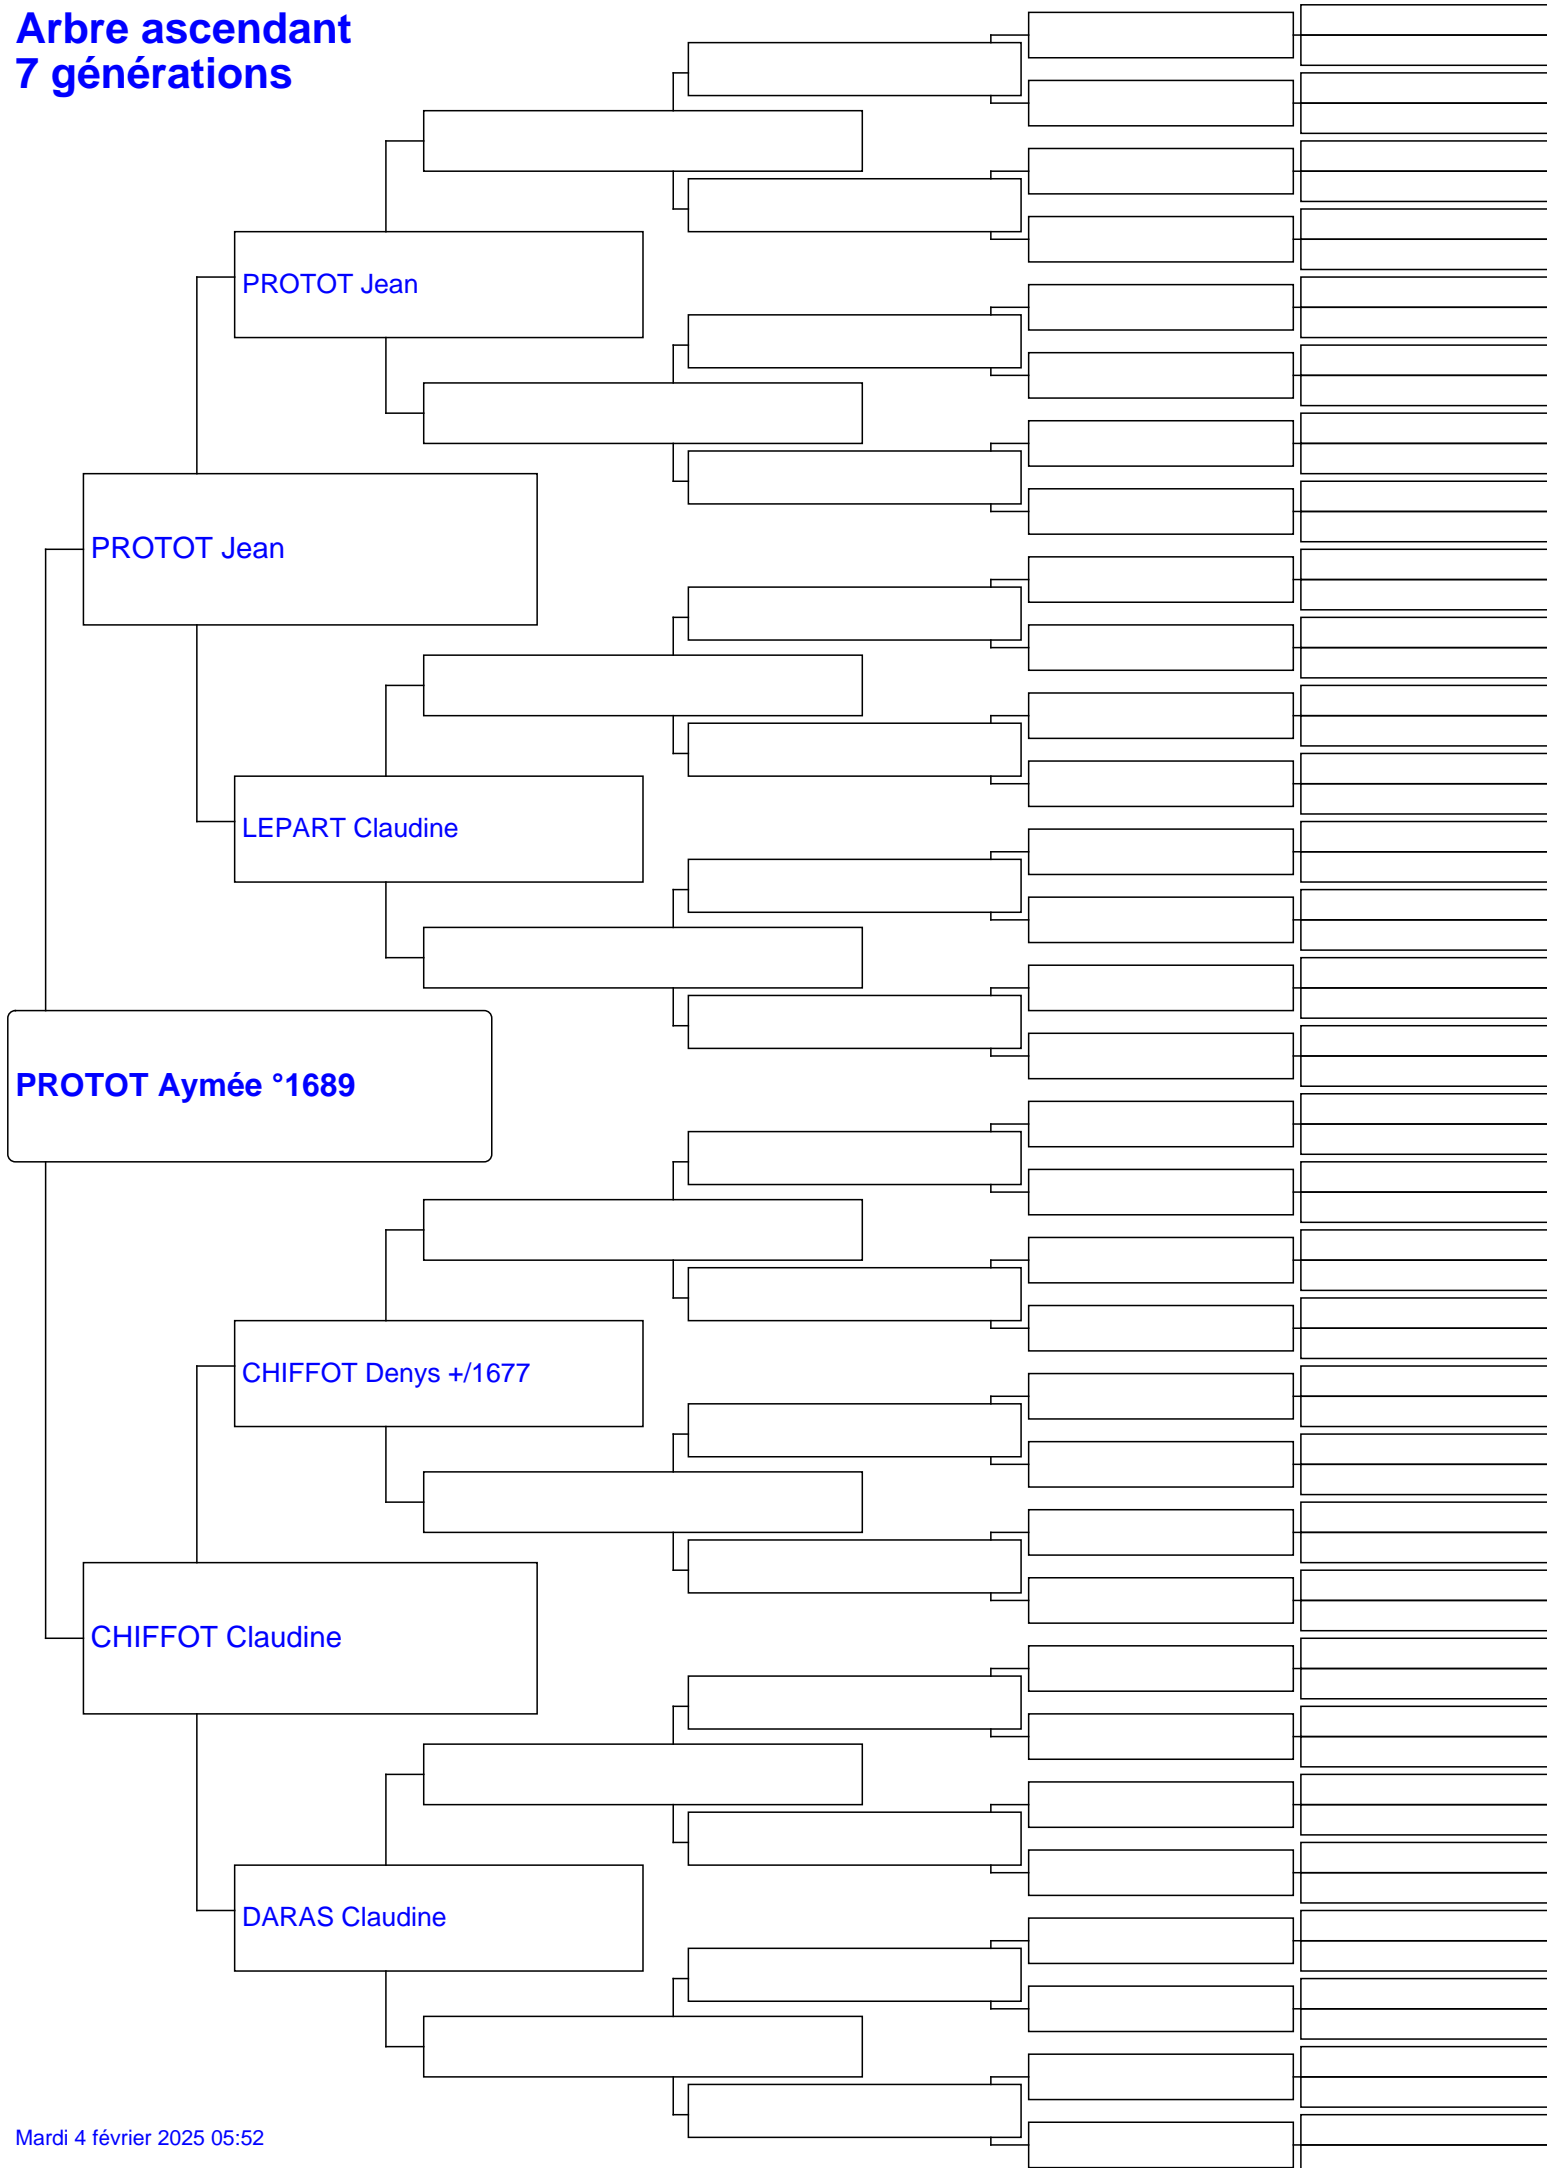 Arbre ascendant
7 générations
PROTOT Jean
PROTOT Jean
LEPART Claudine
PROTOT Aymée °1689
CHIFFOT Denys +/1677
CHIFFOT Claudine
DARAS Claudine
Mardi 4 février 2025 05:52